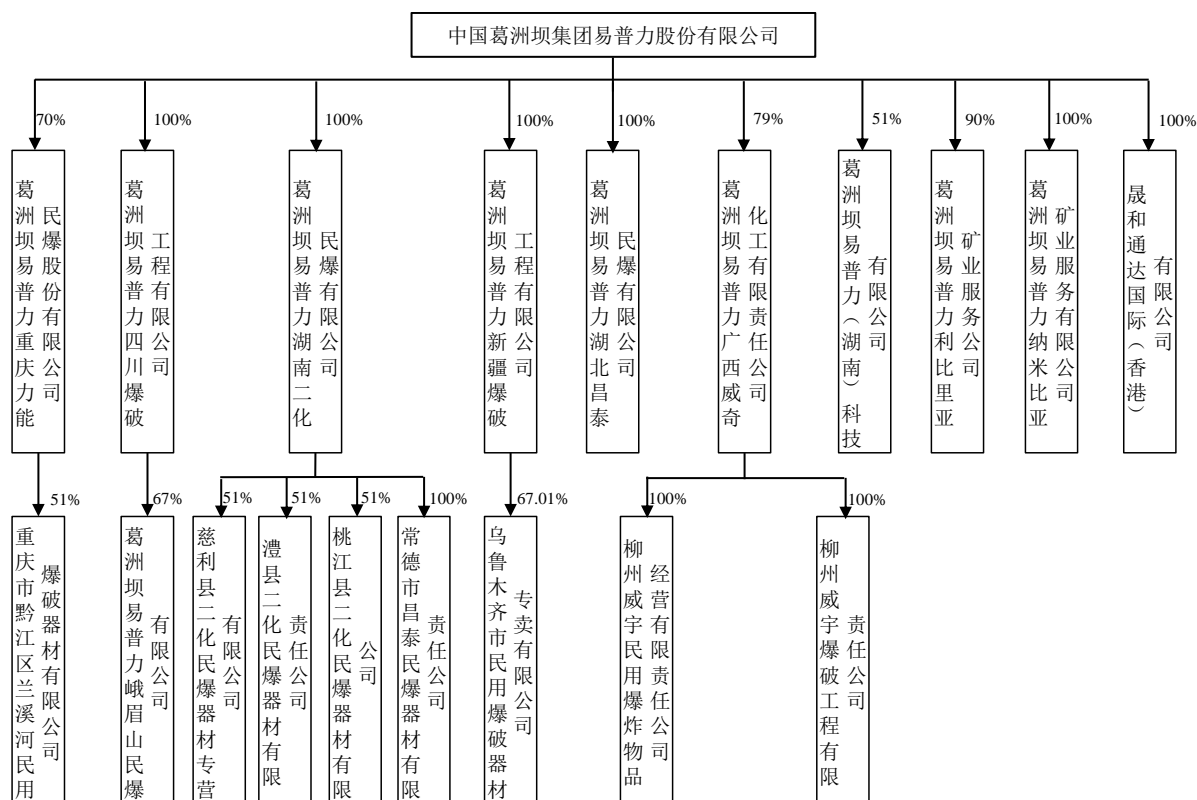 中国葛洲坝集团易普力股份有限公司
70%
100%
100%
100%
100%
79%
51%
90%
100%
100%
葛洲坝易普力重庆力能
民爆股份有限公司
葛洲坝易普力四川爆破
工程有限公司
葛洲坝易普力湖南二化
民爆有限公司
葛洲坝易普力新疆爆破
工程有限公司
葛洲坝易普力湖北昌泰
民爆有限公司
葛洲坝易普力广西威奇
化工有限责任公司
葛洲坝易普力（湖南）科技
有限公司
葛洲坝易普力利比里亚
矿业服务公司
葛洲坝易普力纳米比亚
矿业服务有限公司
晟和通达国际（香港）
有限公司
51%
67%
51%
51%
51%
100%
67.01%
100%
100%
重庆市黔江区兰溪河民用
爆破器材有限公司
葛洲坝易普力峨眉山民爆
有限公司
慈利县二化民爆器材专营
有限公司
澧县二化民爆器材有限
责任公司
桃江县二化民爆器材有限
公司
常德市昌泰民爆器材有限
责任公司
乌鲁木齐市民用爆破器材
专卖有限公司
柳州威宇民用爆炸物品
经营有限责任公司
柳州威宇爆破工程有限
责任公司